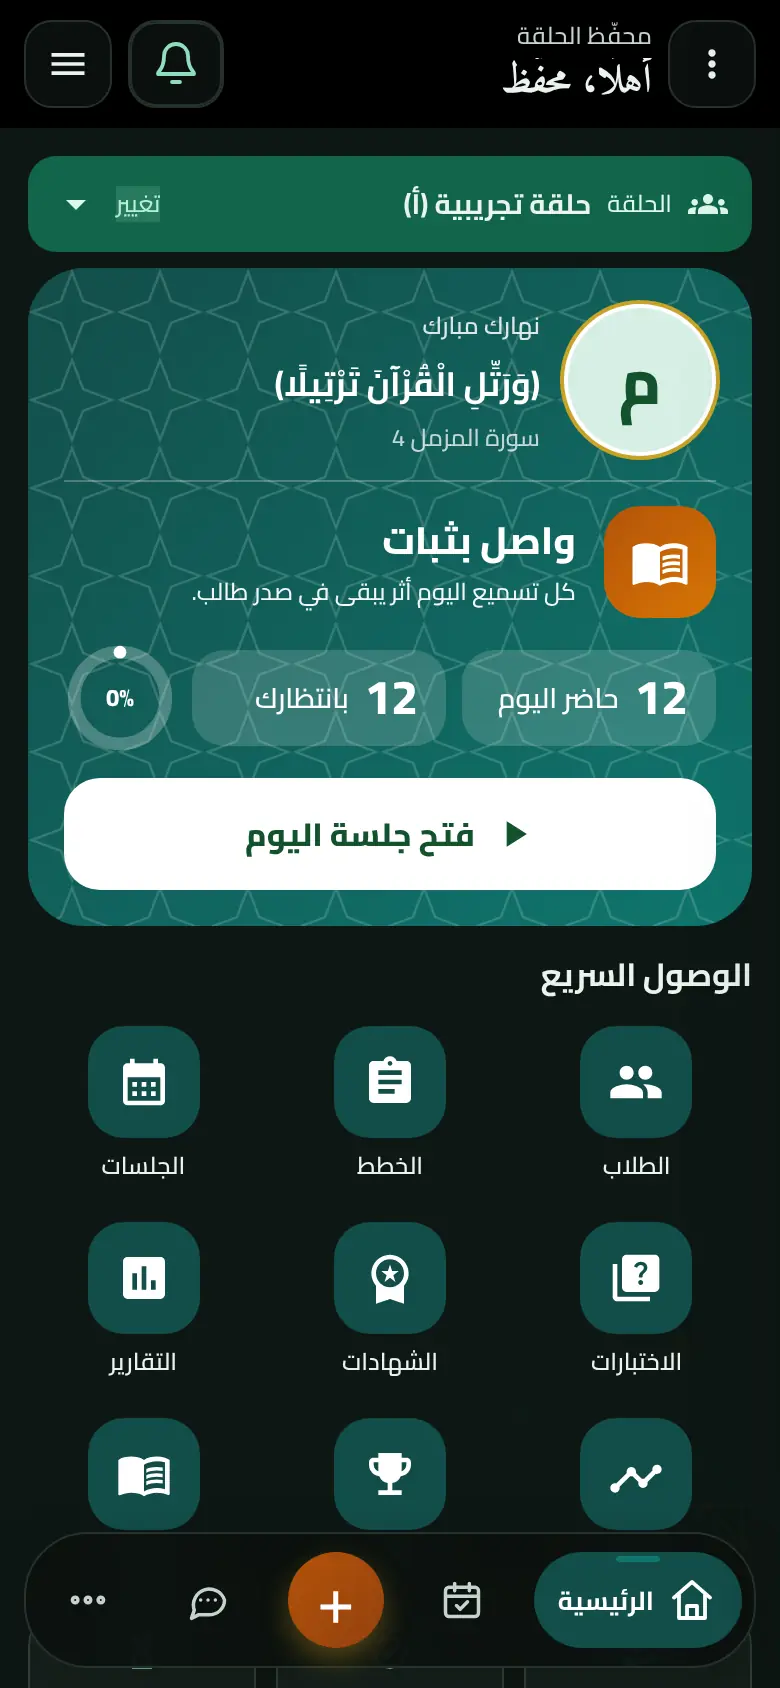 محفّظ الحلقة
أهلًا، محفّظ
الحلقة حلقة تجريبية (أ) تغيير
نهارك مبارك
م
(وَرَتِّلِ الْقُرْآنَ تَرْتِيلًا)
سورة المزمل 4
واصل بثبات
كل تسميع اليوم أثر يبقى في صدر طالب.
12 حاضر اليوم
12 بانتظارك
0%
فتح جلسة اليوم
الوصول السريع
الطلاب
الخطط
الجلسات
الاختبارات
الشهادات
التقارير
الرئيسية